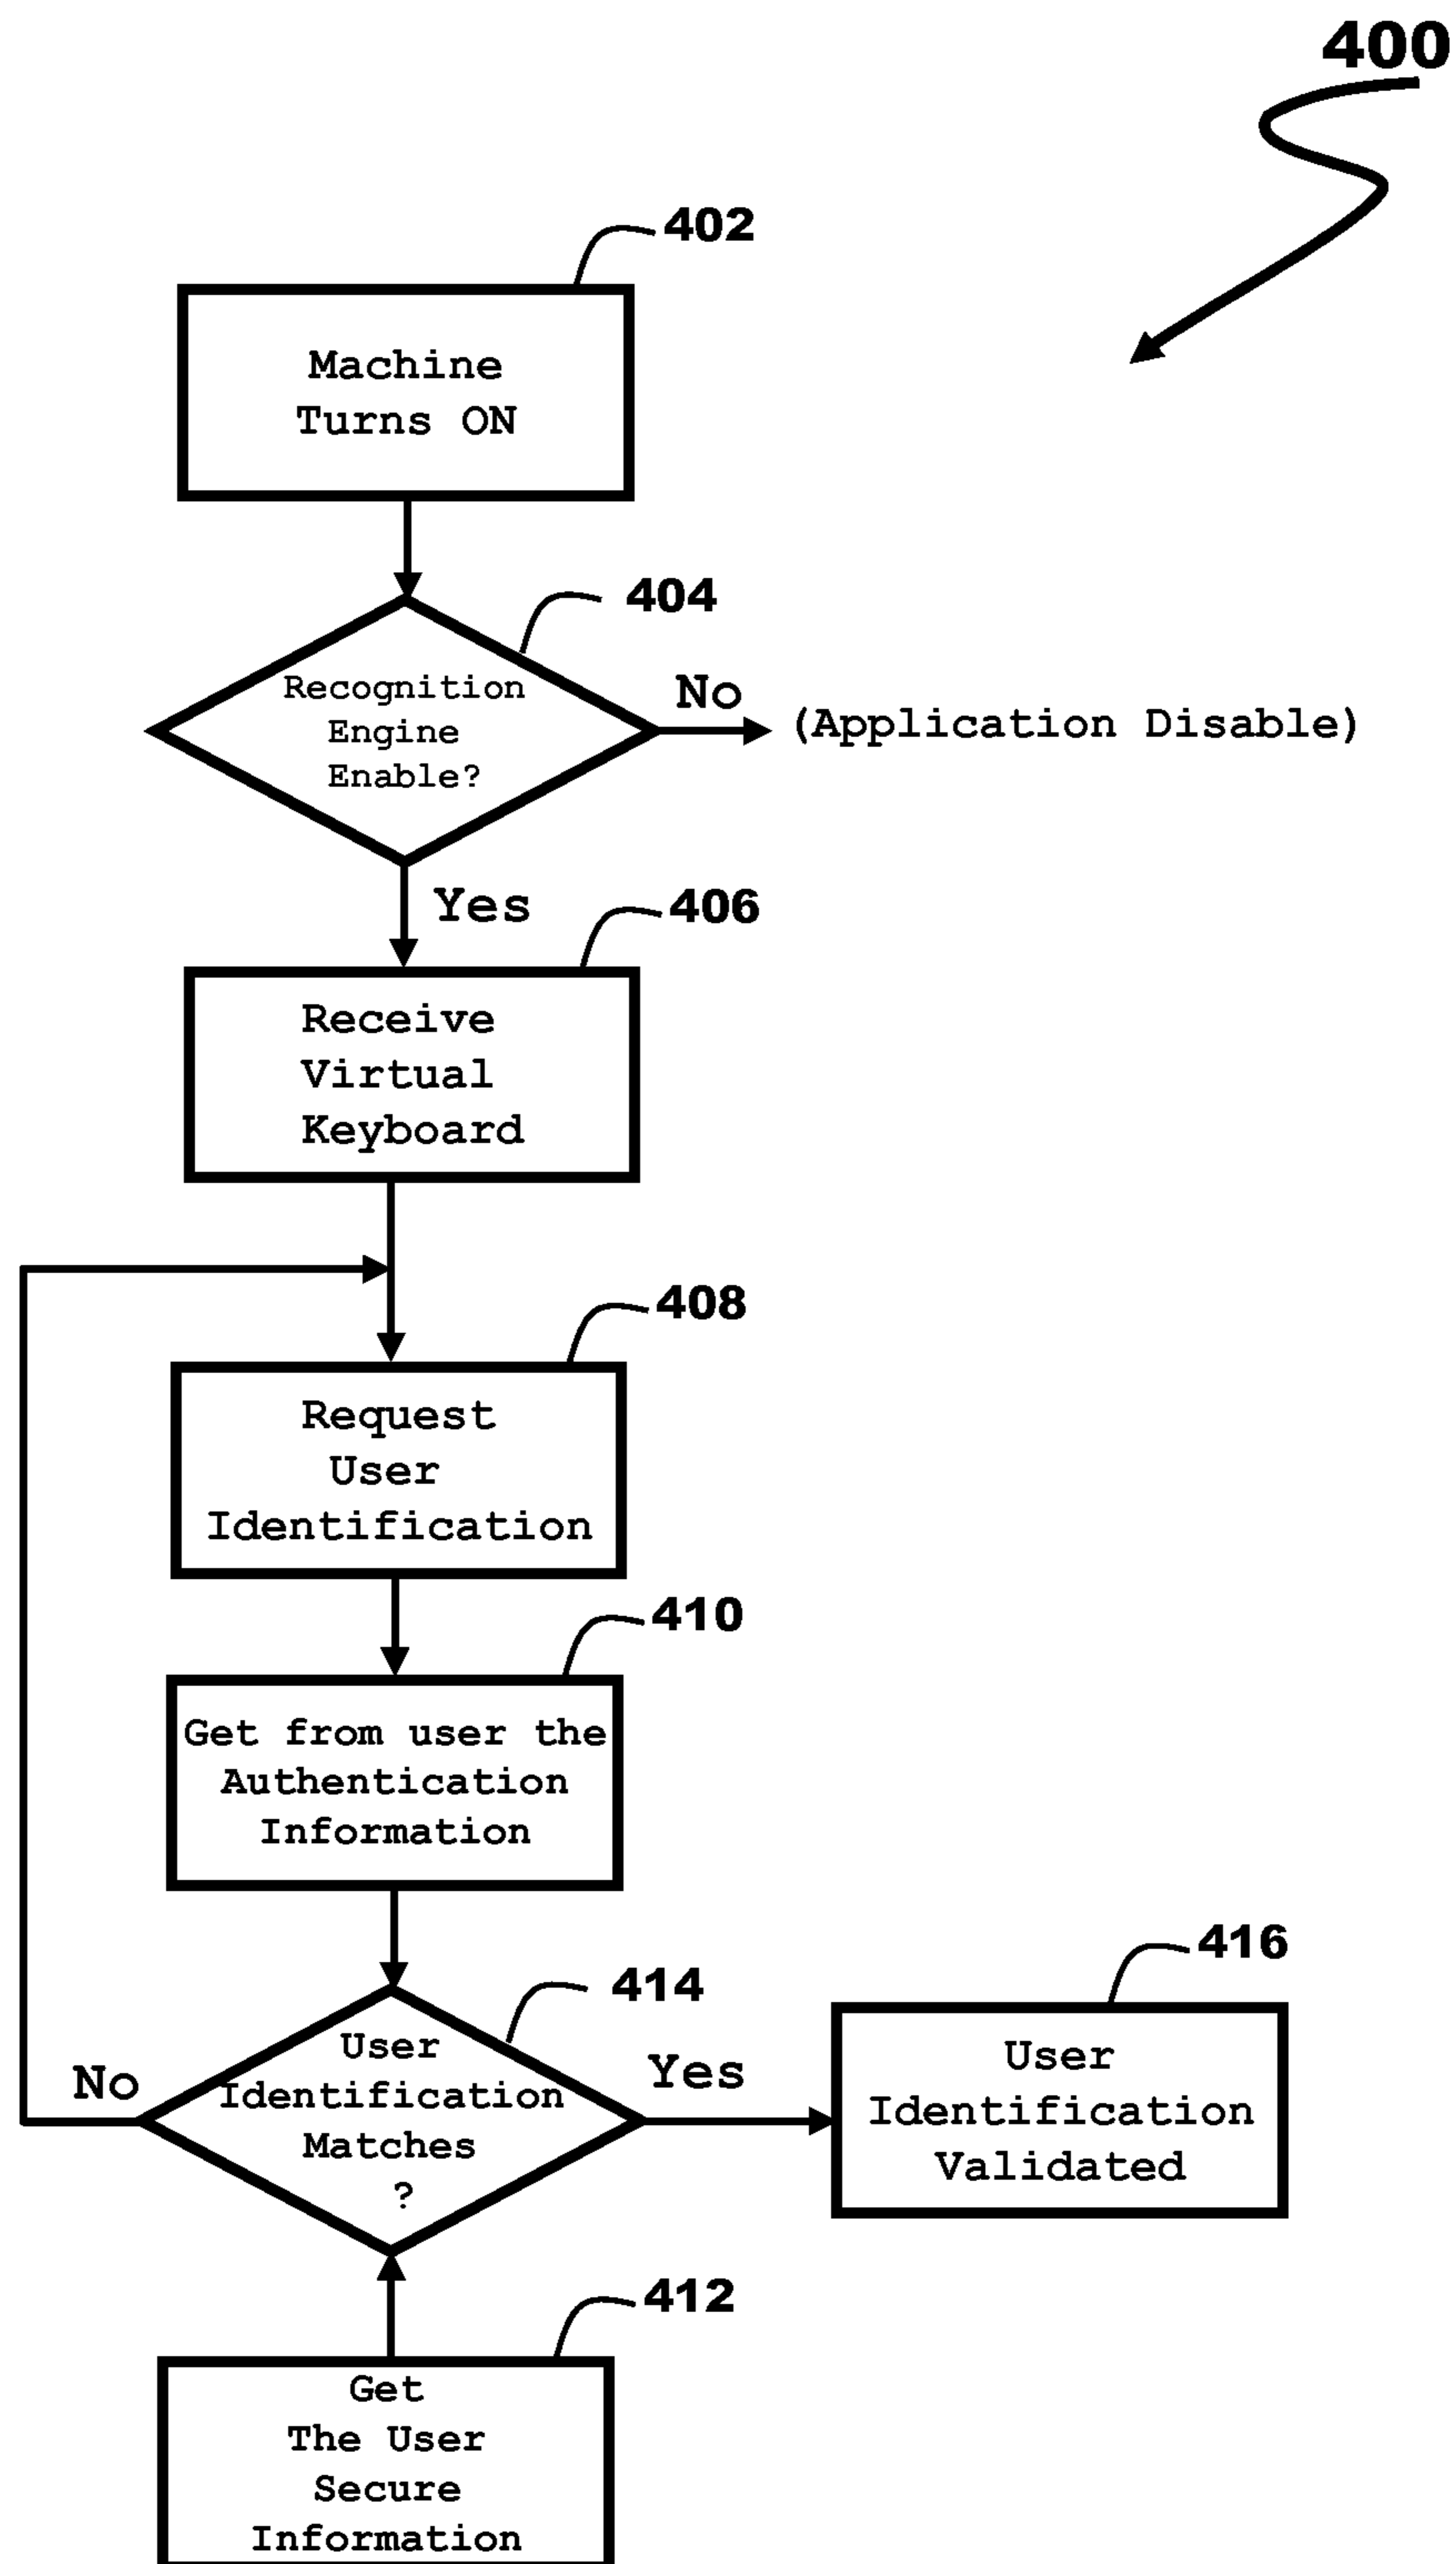 400
402
Machine
Turns ON
404
Recognition
Engine
Enable?
No
(Application Disable)
Yes
406
Receive
Virtual
Keyboard
408
Request
User
Identification
410
Get from user the
Authentication
Information
414
User
Identification
Matches
?
No
Yes
416
User
Identification
Validated
412
Get
The User
Secure
Information